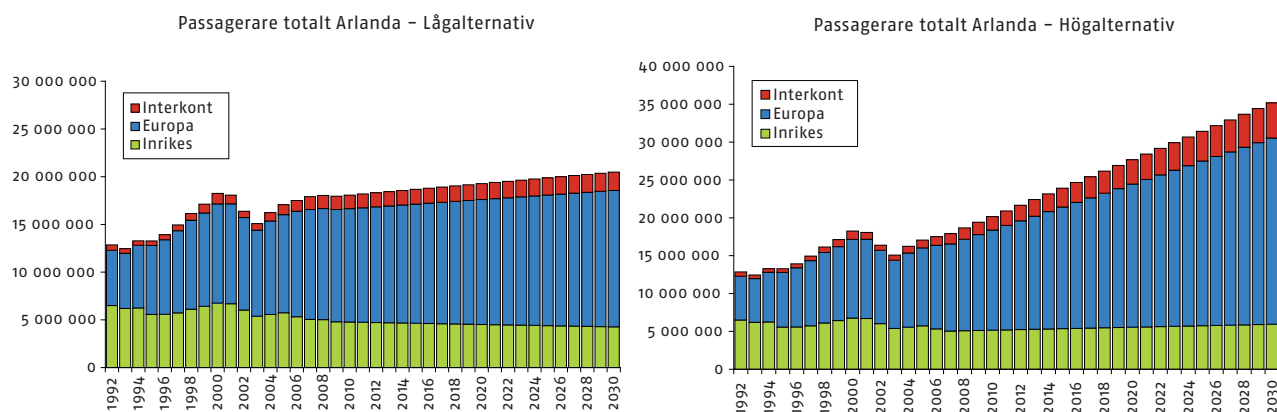 Passagerare totalt Arlanda – Lågalternativ
30 000 000
25 000 000
20 000 000
15 000 000
10 000 000
5 000 000
0
Interkont
Europa
Inrikes
1992
1994
1996
1998
2000
2002
2004
2006
2008
2010
2012
2014
2016
2018
2020
2022
2024
2026
2028
2030
Passagerare totalt Arlanda – Högalternativ
40 000 000
35 000 000
30 000 000
25 000 000
20 000 000
15 000 000
10 000 000
5 000 000
0
Interkont
Europa
Inrikes
1992
1994
1996
1998
2000
2002
2004
2006
2008
2010
2012
2014
2016
2018
2020
2022
2024
2026
2028
2030